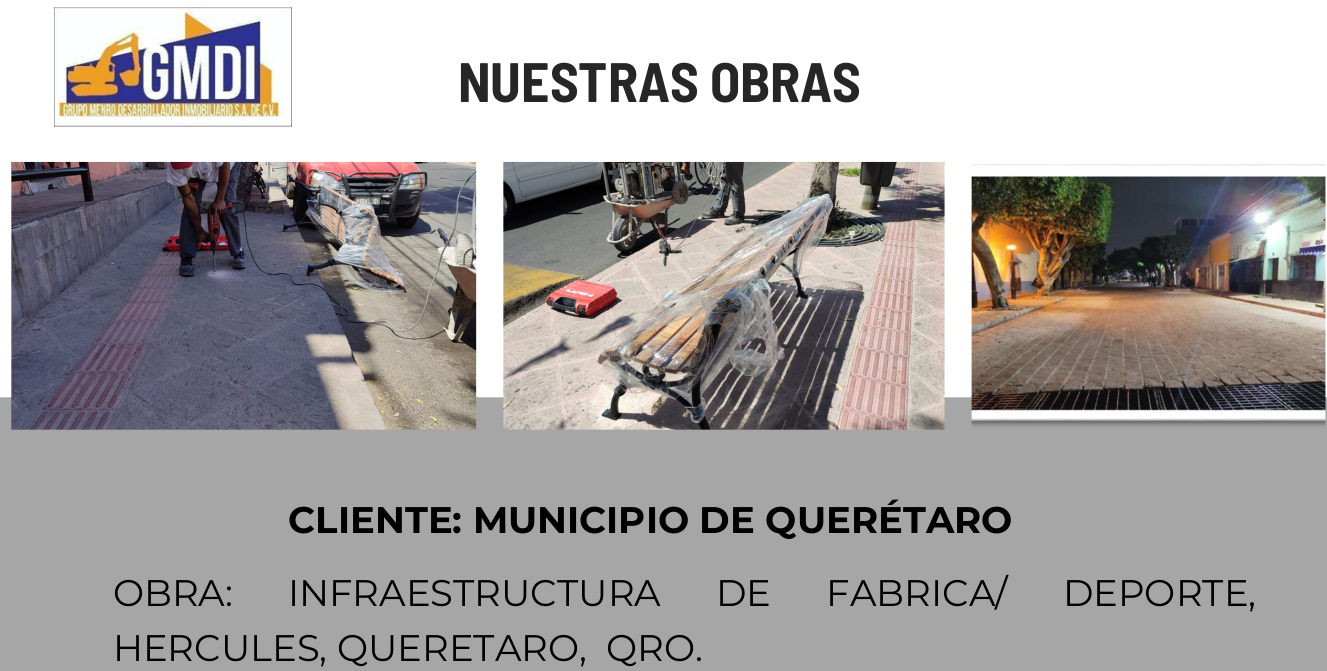 GMDI
GRUPO MENRO DESARROLLADOR INMOBILIARIO S.A. DE C.V.
NUESTRAS OBRAS
CLIENTE: MUNICIPIO DE QUERÉTARO
OBRA: INFRAESTRUCTURA DE FABRICA/ DEPORTE,
HERCULES, QUERETARO, QRO.